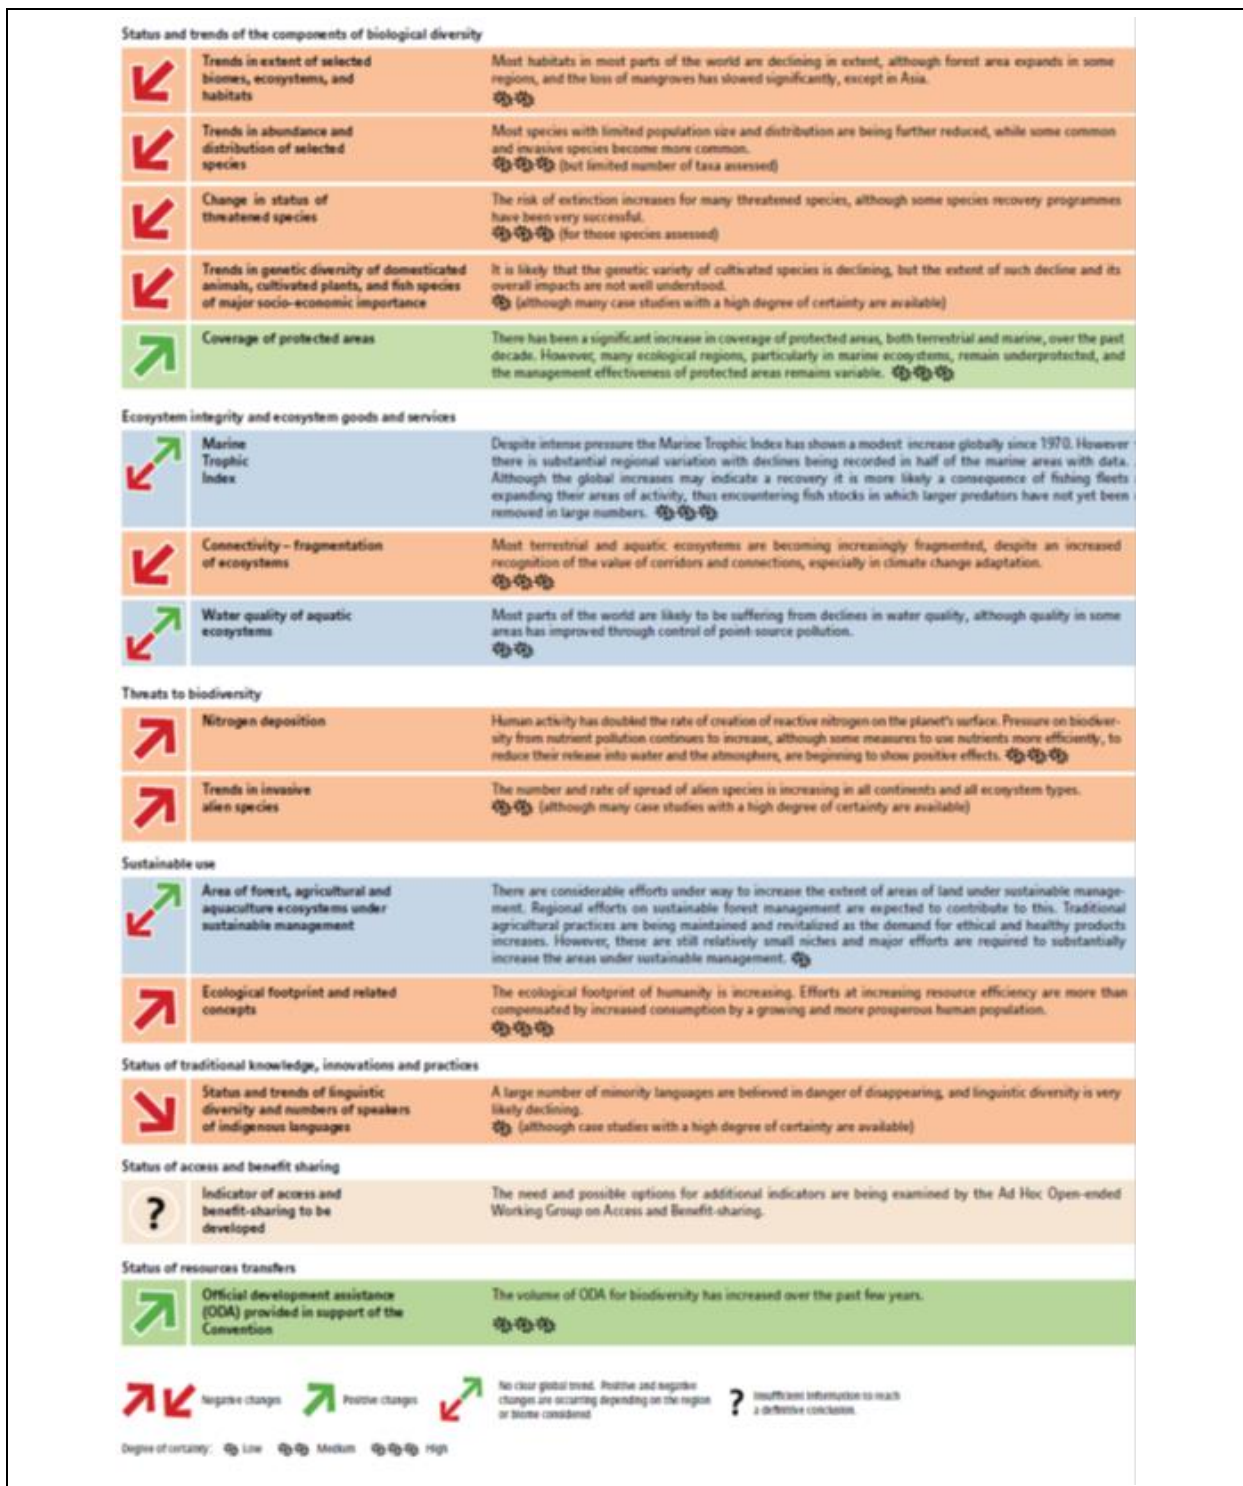 Status and trends of the components of biological diversity
Trends in extent of selected
biomes, ecosystems, and
habitats
Most habitats in most parts of the world are declining in extent, although forest area expands in some
regions, and the loss of mangroves has slowed significantly, except in Asia.
Trends in abundance and
distribution of selected
species
Most species with limited population size and distribution are being further reduced, while some common
and invasive species become more common.
(but limited number of taxa assessed)
Change in status of
threatened species
The risk of extinction increases for many threatened species, although some species recovery programmes
have been very successful.
(for those species assessed)
Trends in genetic diversity of domesticated
animals, cultivated plants, and fish species
of major socio-economic importance
It is likely that the genetic variety of cultivated species is declining, but the extent of such decline and its
overall impacts are not well understood.
(although many case studies with a high degree of certainty are available)
Coverage of protected areas
There has been a significant increase in coverage of protected areas, both terrestrial and marine, over the past
decade. However, many ecological regions, particularly in marine ecosystems, remain underprotected, and
the management effectiveness of protected areas remains variable.
Ecosystem integrity and ecosystem goods and services
Marine
Trophic
Index
Despite intense pressure the Marine Trophic Index has shown a modest increase globally since 1970. However
there is substantial regional variation with declines being recorded in half of the marine areas with data.
Although the global increases may indicate a recovery it is more likely a consequence of fishing fleets
expanding their areas of activity, thus encountering fish stocks in which larger predators have not yet been
removed in large numbers.
Connectivity – fragmentation
of ecosystems
Most terrestrial and aquatic ecosystems are becoming increasingly fragmented, despite an increased
recognition of the value of corridors and connections, especially in climate change adaptation.
Water quality of aquatic
ecosystems
Most parts of the world are likely to be suffering from declines in water quality, although quality in some
areas has improved through control of point-source pollution.
Threats to biodiversity
Nitrogen deposition
Human activity has doubled the rate of creation of reactive nitrogen on the planet's surface. Pressure on biodiver-
sity from nutrient pollution continues to increase, although some measures to use nutrients more efficiently, to
reduce their release into water and the atmosphere, are beginning to show positive effects.
Trends in invasive
alien species
The number and rate of spread of alien species is increasing in all continents and all ecosystem types.
(although many case studies with a high degree of certainty are available)
Sustainable use
Area of forest, agricultural and
aquaculture ecosystems under
sustainable management
There are considerable efforts under way to increase the extent of areas of land under sustainable manage-
ment. Regional efforts on sustainable forest management are expected to contribute to this. Traditional
agricultural practices are being maintained and revitalized as the demand for ethical and healthy products
increases. However, these are still relatively small niches and major efforts are required to substantially
increase the areas under sustainable management.
Ecological footprint and related
concepts
The ecological footprint of humanity is increasing. Efforts at increasing resource efficiency are more than
compensated by increased consumption by a growing and more prosperous human population.
Status of traditional knowledge, innovations and practices
Status and trends of linguistic
diversity and numbers of speakers
of indigenous languages
A large number of minority languages are believed in danger of disappearing, and linguistic diversity is very
likely declining.
(although case studies with a high degree of certainty are available)
Status of access and benefit sharing
?
Indicator of access and
benefit-sharing to be
developed
The need and possible options for additional indicators are being examined by the Ad Hoc Open-ended
Working Group on Access and Benefit-sharing.
Status of resources transfers
Official development assistance
(ODA) provided in support of the
Convention
The volume of ODA for biodiversity has increased over the past few years.
Negative changes
Positive changes
No clear global trend. Positive and negative
changes are occurring depending on the region
or biome considered
?
Insufficient information to reach
a definitive conclusion.
Degree of certainty: Low Medium High